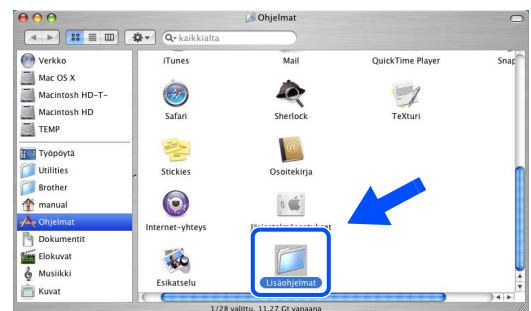 Ohjelmat
kaikkialta
Verkko
Mac OS X
Macintosh HD-T-
Macintosh HD
TEMP
Työpöytä
Utilities
Brother
manual
Ohjelmat
Dokumentit
Elokuvat
Musiikki
Kuvat
iTunes Mail QuickTime Player Snap
Safari Sherlock TeXturi
Stickies Osoitekirja
Internet-yhteys Järjestelmäasetukset
Esikatselu Lisäohjelmat
1/28 valittu, 11,27 Gt vapaana